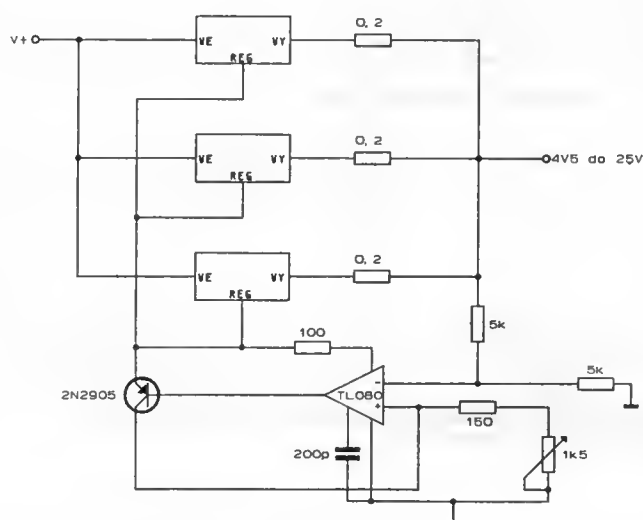 V+
VE VY
REG
0,2
VE VY
REG
0,2
4V5 do 25V
VE VY
REG
0,2
5k
100
5k
2N2905
TL080
-
+
150
200p
1k5